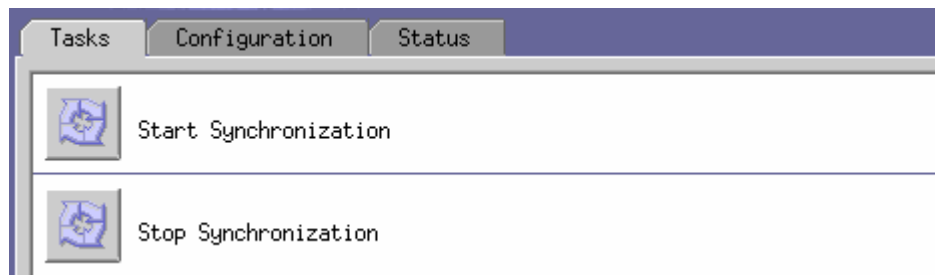 Tasks Configuration Status
Start Synchronization
Stop Synchronization